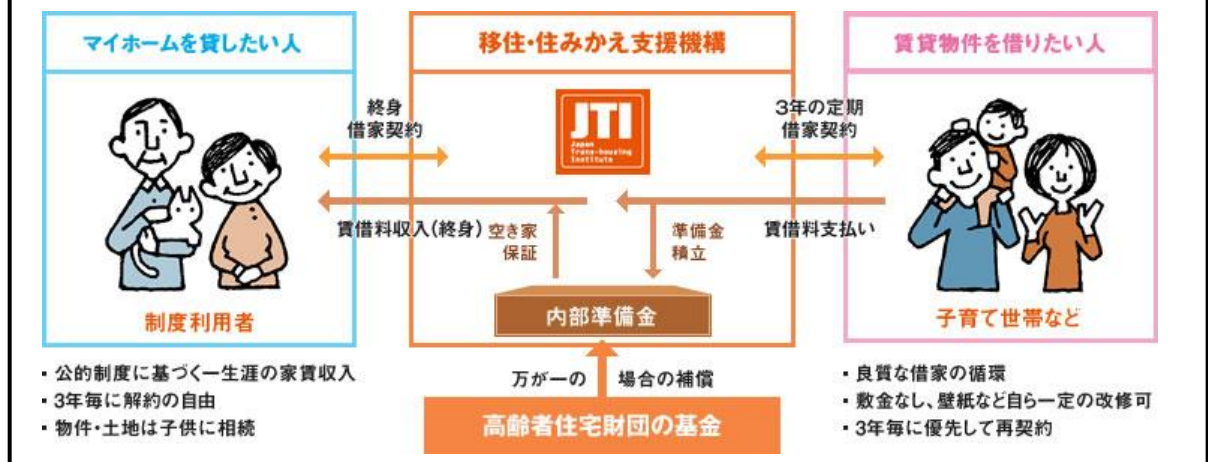 マイホームを貸したい人
移住・住みかえ支援機構
賃貸物件を借りたい人
JTI
Japan
Trans-housing
Institute
終身
借家契約
3年の定期
借家契約
賃借料収入(終身)
空き家
保証
準備金
積立
賃借料支払い
内部準備金
制度利用者
子育て世帯など
・公的制度に基づく一生涯の家賃収入
・3年毎に解約の自由
・物件・土地は子供に相続
万が一の 場合の補償
高齢者住宅財団の基金
・良質な借家の循環
・敷金なし、壁紙など自ら一定の改修可
・3年毎に優先して再契約